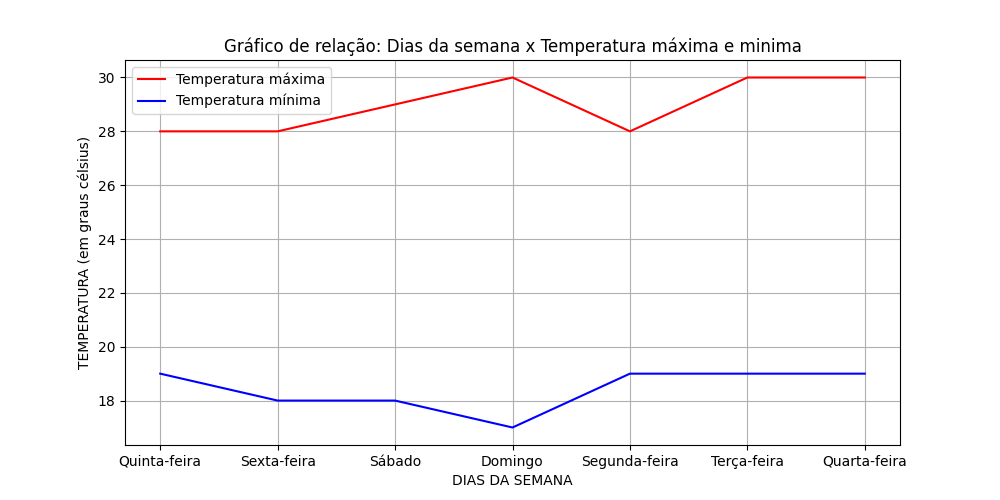 Gráfico de relação: Dias da semana x Temperatura máxima e minima
Temperatura máxima
Temperatura mínima
TEMPERATURA (em graus célsius)
30
28
26
24
22
20
18
Quinta-feira Sexta-feira Sábado Domingo Segunda-feira Terça-feira Quarta-feira
DIAS DA SEMANA